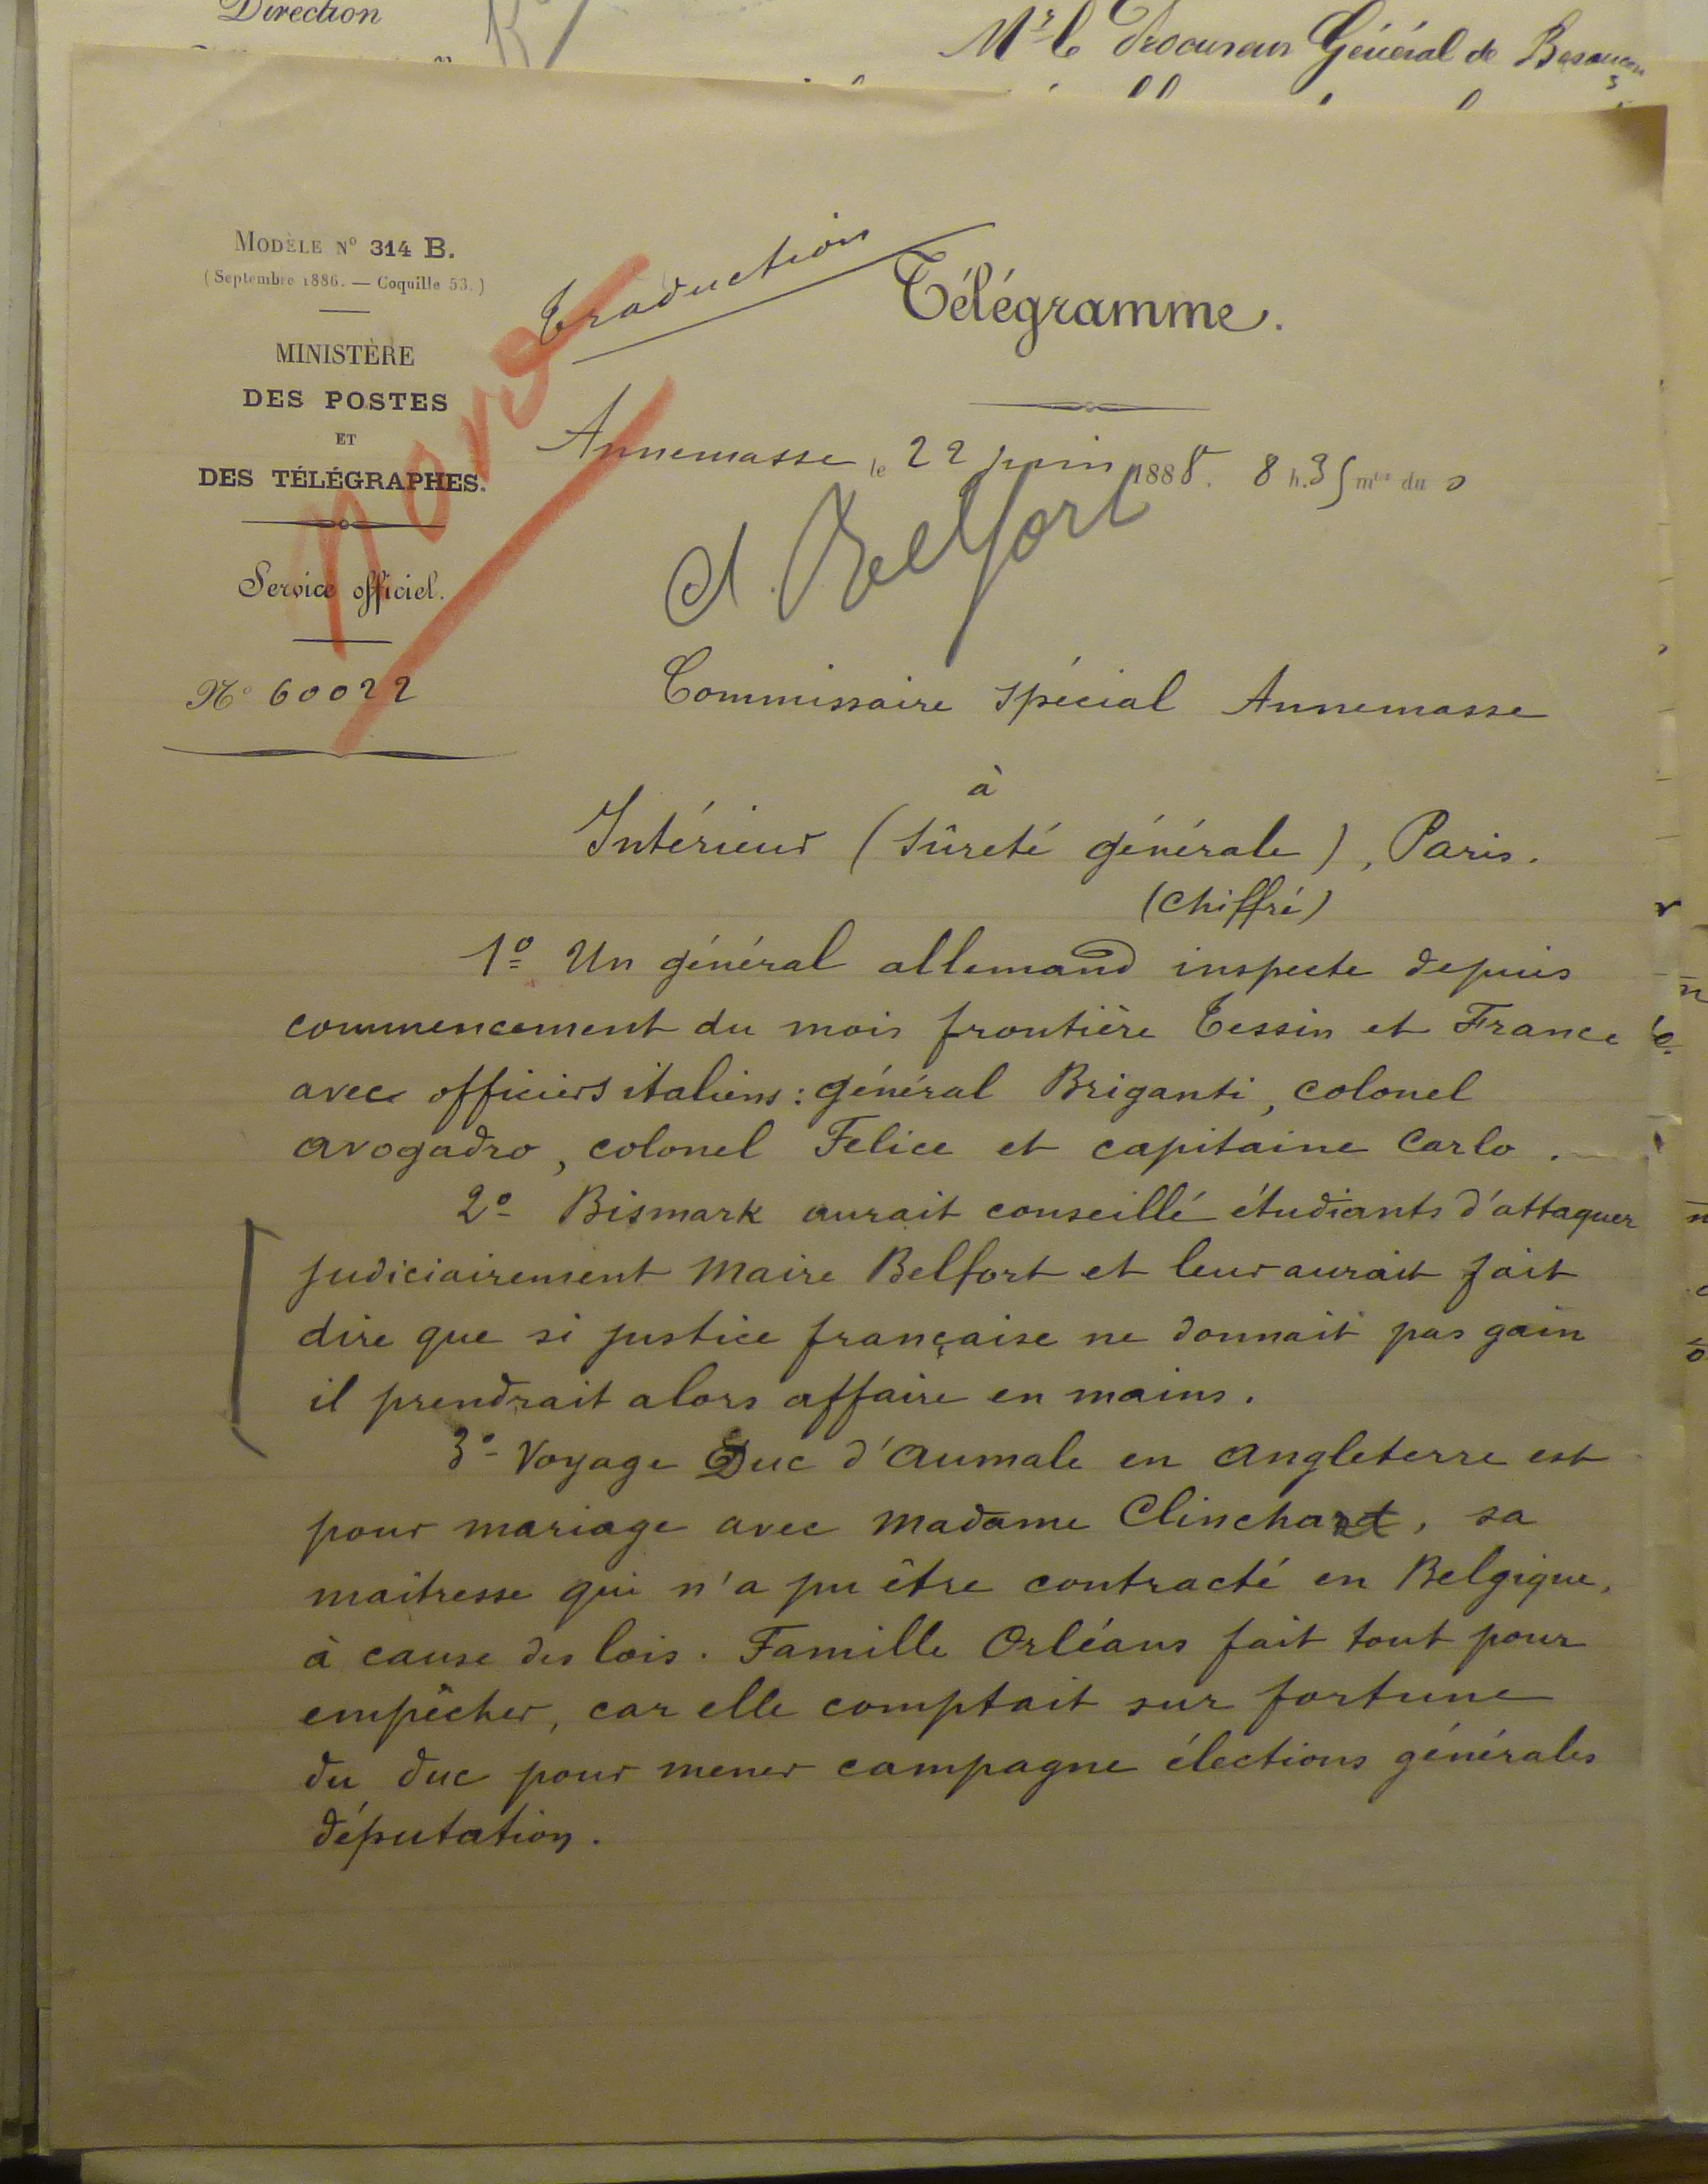 Direction
Mr le Procureur Général de Besançon
MODÈLE N° 314 B.
(Septembre 1886. — Coquille 53.)
MINISTÈRE
DES POSTES
ET
DES TÉLÉGRAPHES.
Service officiel.
N° 60022
Traduction
Télégramme.
Annemasse, le 22 juin 1888. 8 h. 35 mtes du s
Belfort
Commissaire spécial Annemasse
à
Intérieur (Sûreté générale), Paris.
(Chiffré)
1° Un général allemand inspecte depuis
commencement du mois frontière Tessin et France
avec officiers italiens : général Briganti, colonel
avogadro, colonel Felice et capitaine Carlo.
2° Bismark aurait conseillé étudiants d'attaquer
judiciairement Maire Belfort et leur aurait fait
dire que si justice française ne donnait pas gain
il prendrait alors affaire en mains.
3° Voyage Duc d'Aumale en Angleterre est
pour mariage avec Madame Clinchant, sa
maitresse qui n'a pu être contracté en Belgique,
à cause des lois. Famille Orléans fait tout pour
empêcher, car elle comptait sur fortune
du duc pour mener campagne élections générales
députation.